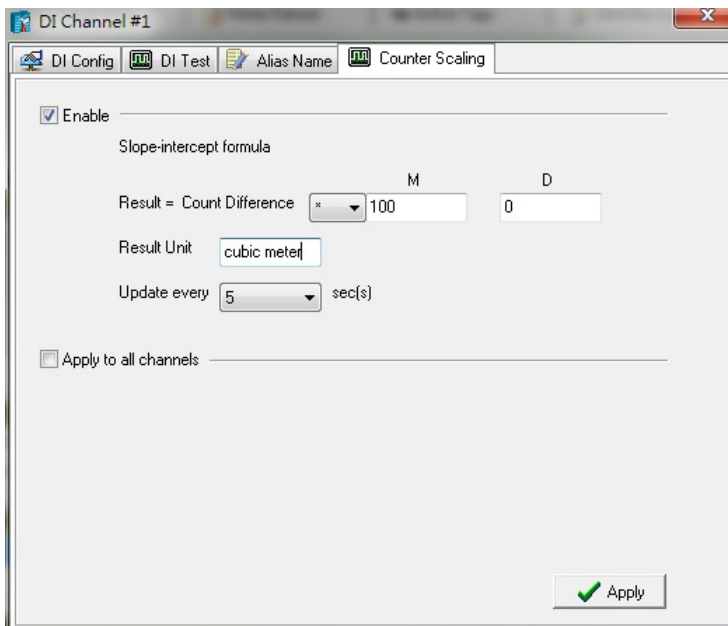 DI Channel #1
DI Config DI Test Alias Name Counter Scaling
Enable
Slope-intercept formula
M D
Result = Count Difference * 100 0
Result Unit cubic meter
Update every 5 sec(s)
Apply to all channels
Apply